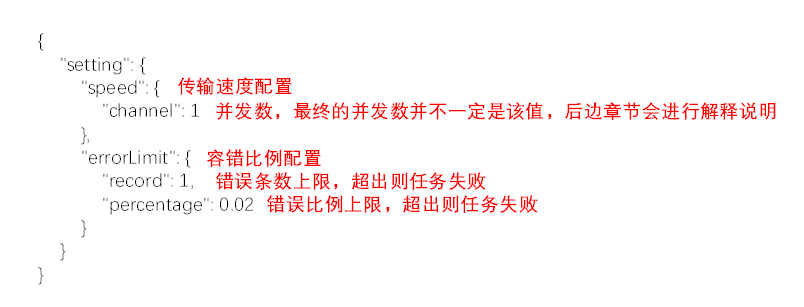 {
"setting": {
"speed": { 传输速度配置
"channel": 1 并发数，最终的并发数并不一定是该值，后边章节会进行解释说明
},
"errorLimit": { 容错比例配置
"record": 1, 错误条数上限，超出则任务失败
"percentage": 0.02 错误比例上限，超出则任务失败
}
}
}